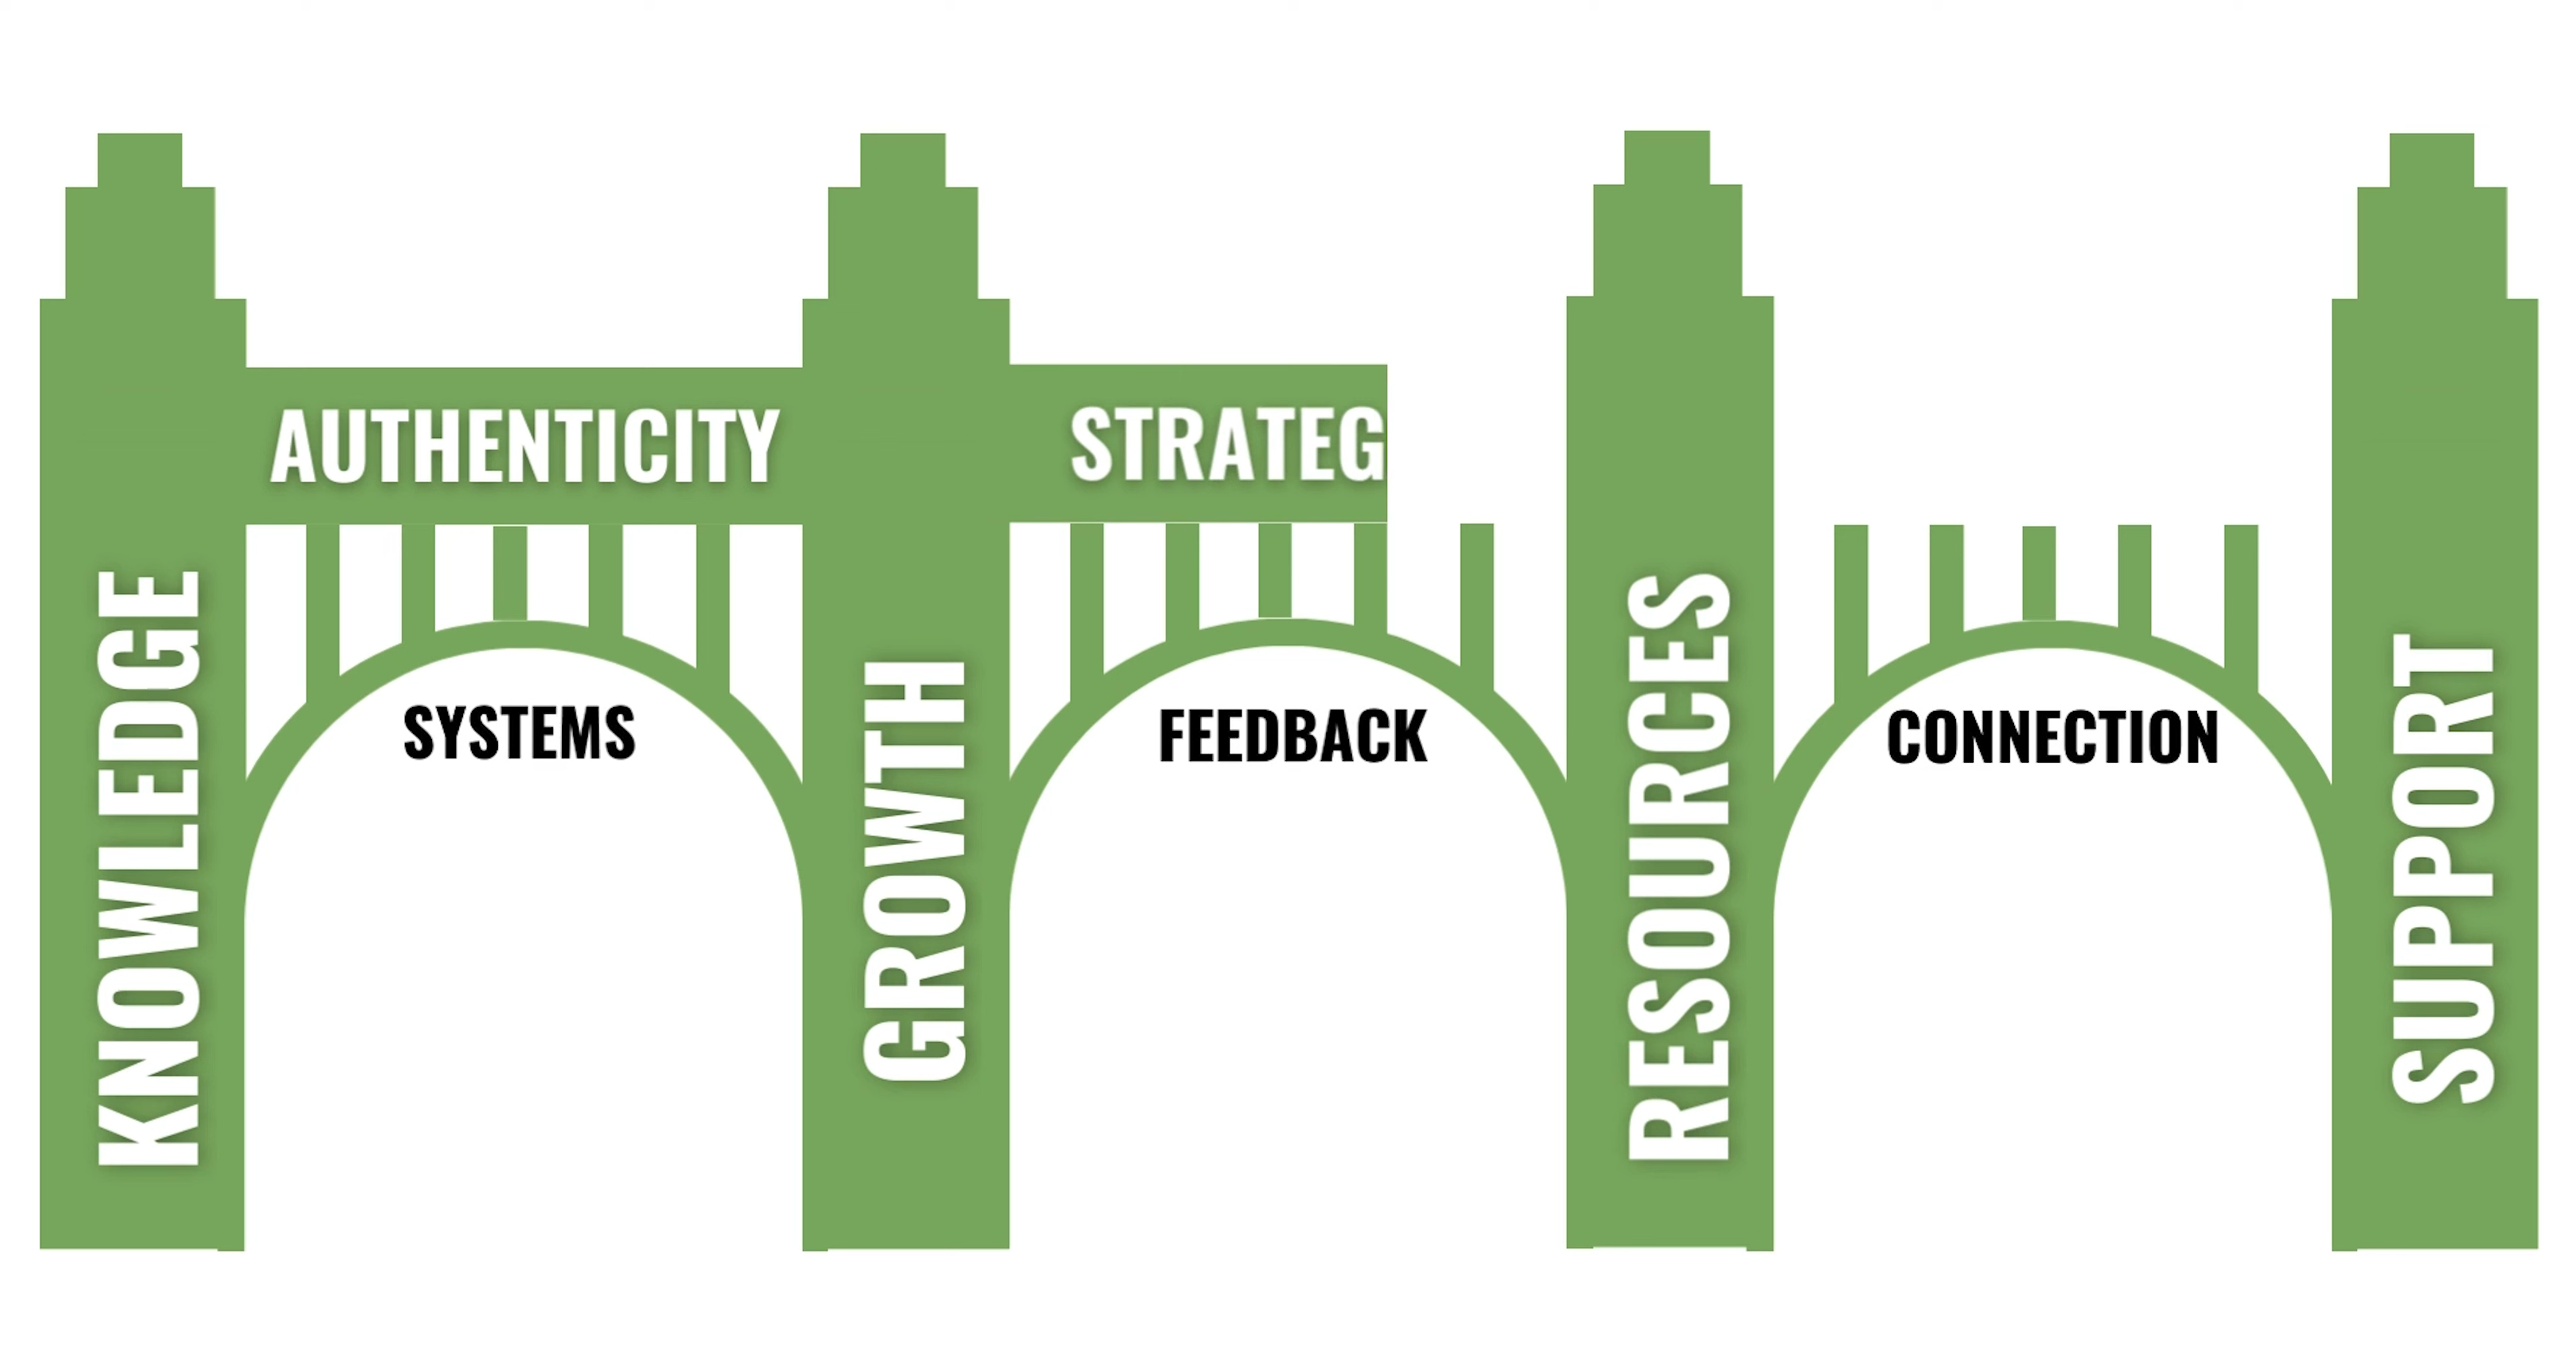 AUTHENTICITY
STRATEG
KNOWLEDGE
SYSTEMS
GROWTH
FEEDBACK
RESOURCES
CONNECTION
SUPPORT